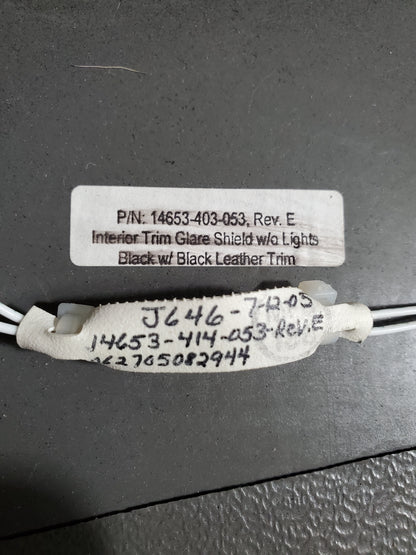 P/N: 14653-403-053, Rev. E
Interior Trim Glare Shield w/o Lights
Black w/ Black Leather Trim
J646-7-12-05
14653-414-053-Rev.E
62705082944